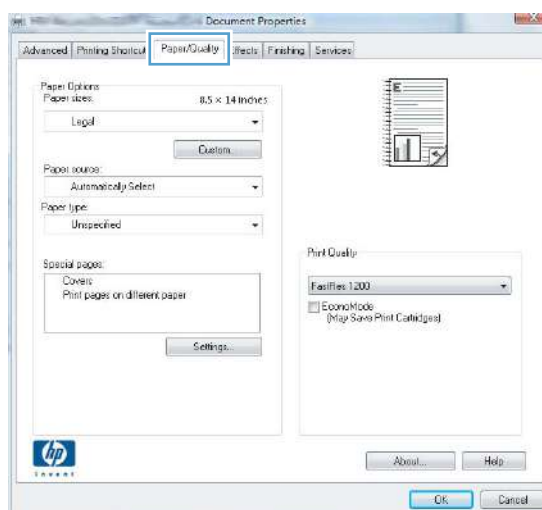 Document Properties
Advanced
Printing Shortcut
Paper/Quality
Effects
Finishing
Services
Paper Options
Paper sizes:
8.5 × 14 inches
Legal
Custom
Paper source:
Automatically Select
Paper type:
Unspecified
Special pages:
Covers
Print pages on different paper
Settings...
E
Print Quality
FastRes 1200
EconoMode
(May Save Print Cartridges)
hp
invent
About...
Help
OK
Cancel